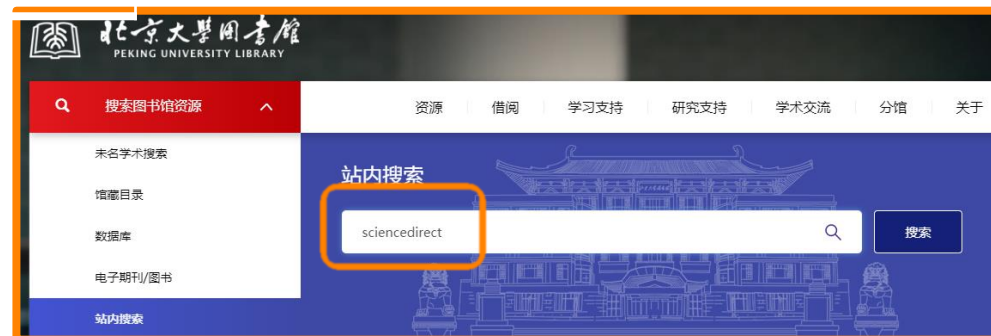 北京大學圖書館
PEKING UNIVERSITY LIBRARY
搜索图书馆资源
资源 借阅 学习支持 研究支持 学术交流 分馆 关于
未名学术搜索
馆藏目录
数据库
电子期刊/图书
站内搜索
站内搜索
sciencedirect
搜索